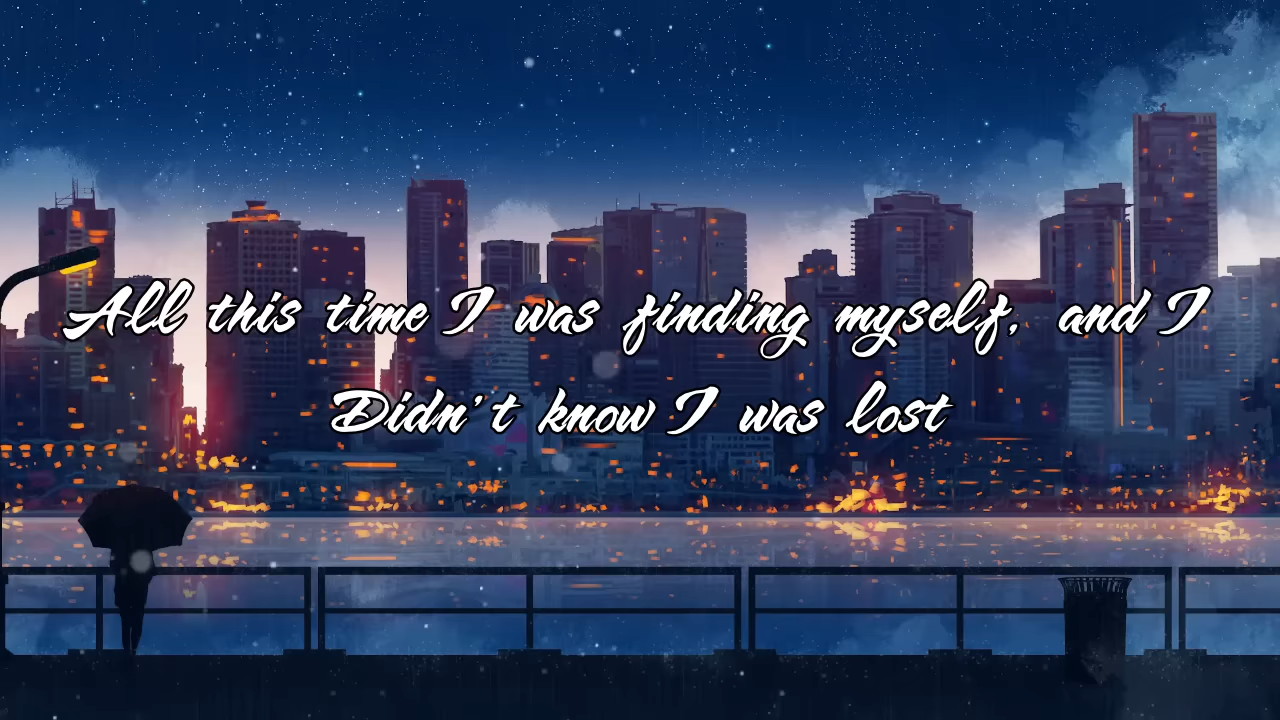 All this time I was finding myself, and I
Didn't know I was lost